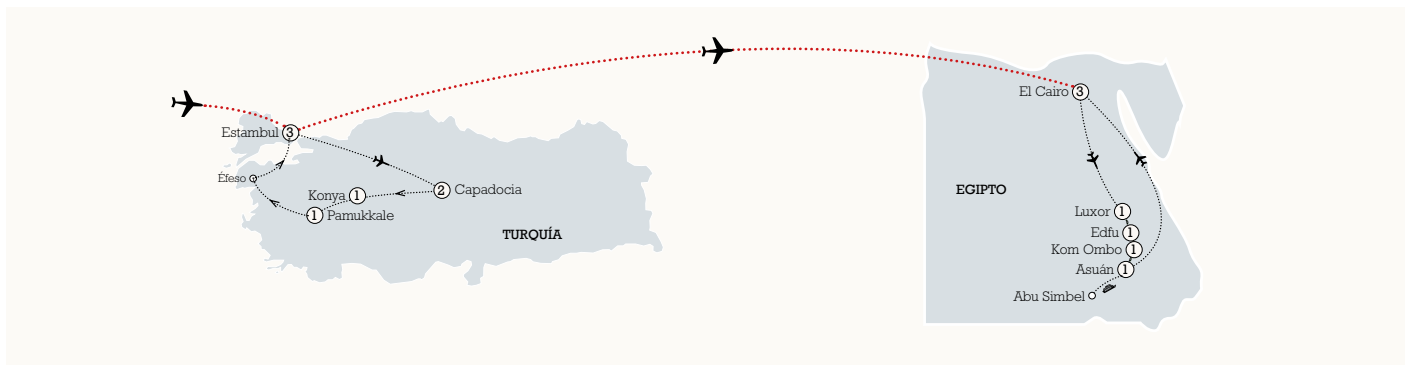 Estambul 3
Éfeso
Konya 1
1 Pamukkale
2 Capadocia
TURQUÍA
El Cairo 3
EGIPTO
Luxor 1
Edfu 1
Kom Ombo 1
Asuán 1
Abu Simbel